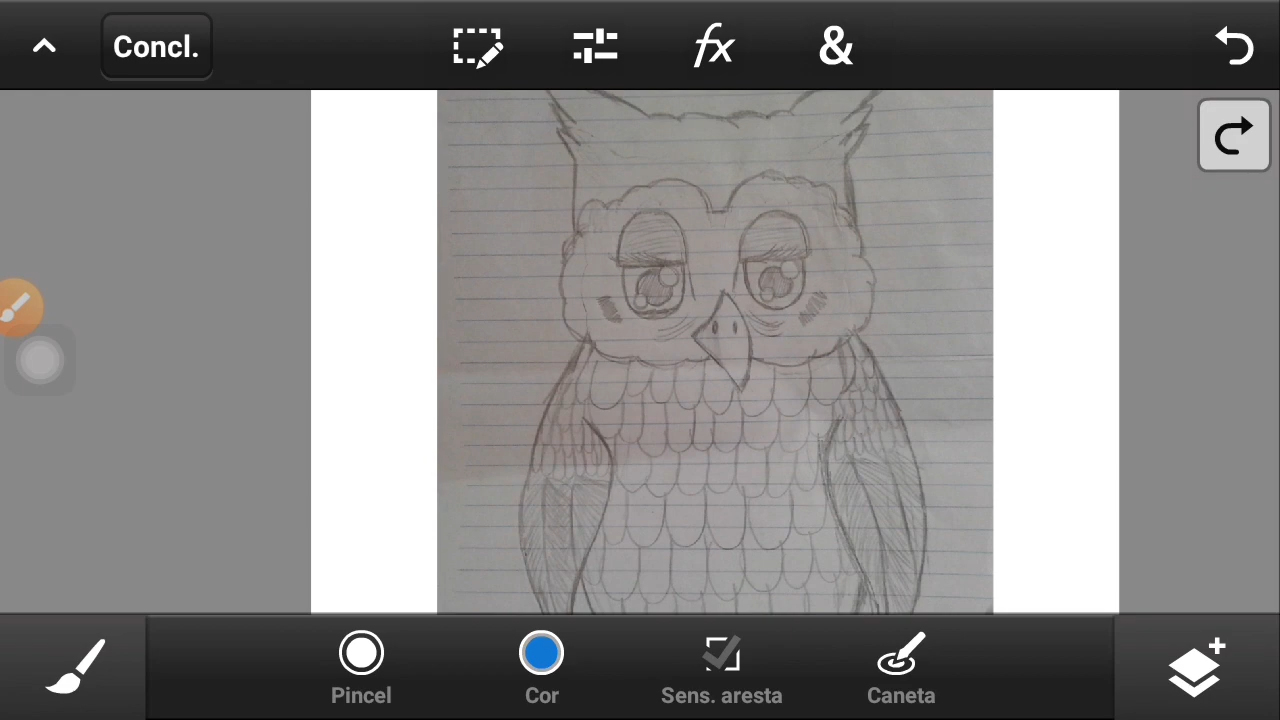 Concl.
fx
&
Pincel
Cor
Sens. aresta
Caneta